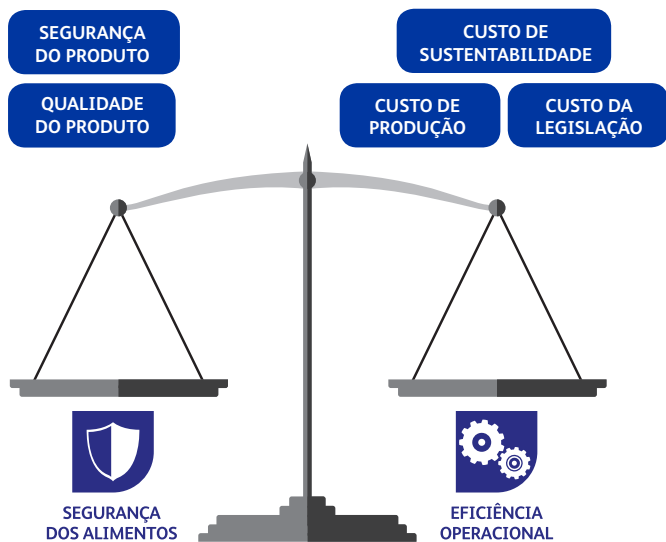 SEGURANÇA
DO PRODUTO
QUALIDADE
DO PRODUTO
CUSTO DE
SUSTENTABILIDADE
CUSTO DE
PRODUÇÃO
CUSTO DA
LEGISLAÇÃO
SEGURANÇA
DOS ALIMENTOS
EFICIÊNCIA
OPERACIONAL